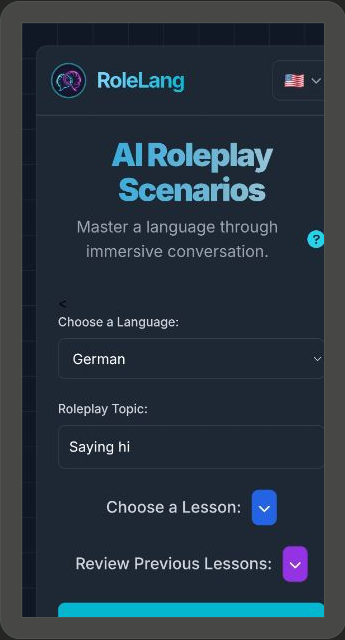 RoleLang
AI Roleplay
Scenarios
Master a language through
immersive conversation.
?
<
Choose a Language:
German
Roleplay Topic:
Saying hi
Choose a Lesson:
Review Previous Lessons: